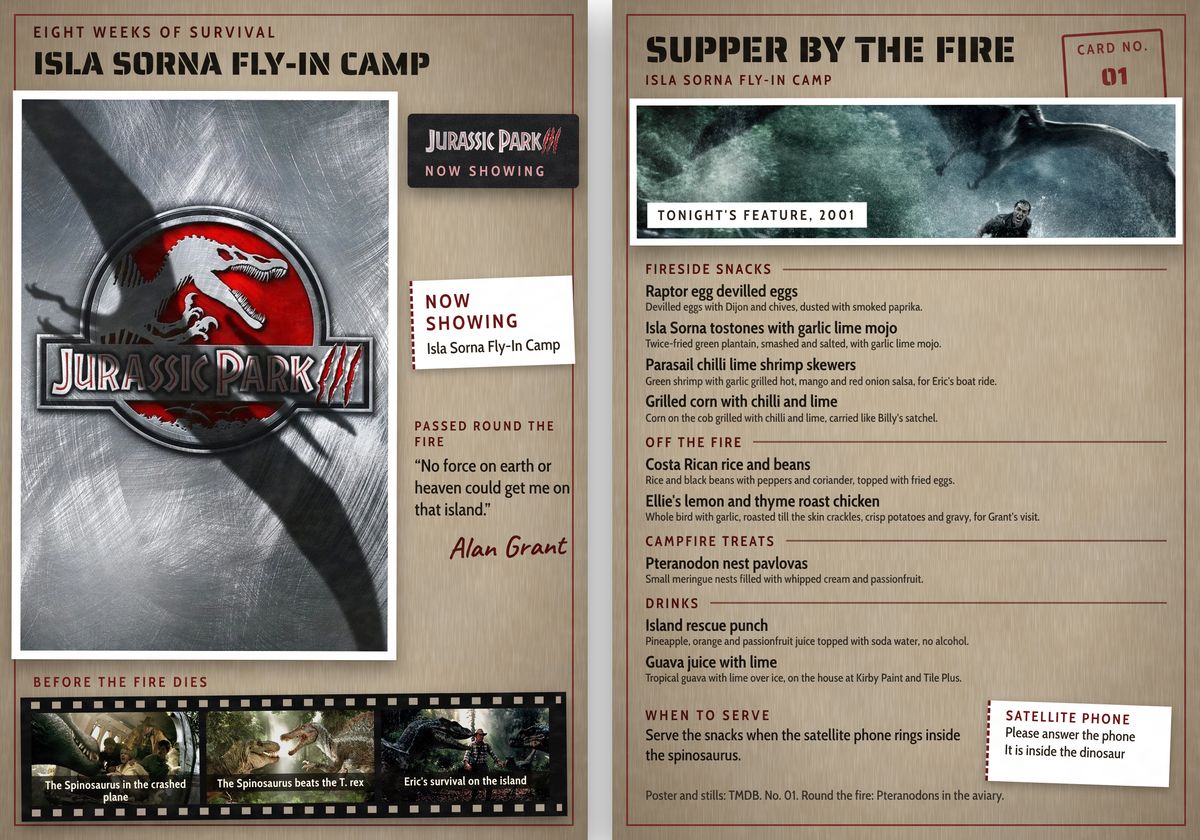 EIGHT WEEKS OF SURVIVAL
ISLA SORNA FLY-IN CAMP
JURASSIC PARK III
NOW SHOWING
JURASSIC PARK III
NOW
SHOWING
Isla Sorna Fly-In Camp
PASSED ROUND THE
FIRE
“No force on earth or
heaven could get me on
that island.”
Alan Grant
BEFORE THE FIRE DIES
The Spinosaurus in the crashed
plane
The Spinosaurus beats the T. rex
Eric's survival on the island
SUPPER BY THE FIRE
ISLA SORNA FLY-IN CAMP
CARD NO.
01
TONIGHT'S FEATURE, 2001
FIRESIDE SNACKS
Raptor egg devilled eggs
Devilled eggs with Dijon and chives, dusted with smoked paprika.
Isla Sorna tostones with garlic lime mojo
Twice-fried green plantain, smashed and salted, with garlic lime mojo.
Parasail chilli lime shrimp skewers
Green shrimp with garlic grilled hot, mango and red onion salsa, for Eric's boat ride.
Grilled corn with chilli and lime
Corn on the cob grilled with chilli and lime, carried like Billy's satchel.
OFF THE FIRE
Costa Rican rice and beans
Rice and black beans with peppers and coriander, topped with fried eggs.
Ellie's lemon and thyme roast chicken
Whole bird with garlic, roasted till the skin crackles, crisp potatoes and gravy, for Grant's visit.
CAMPFIRE TREATS
Pteranodon nest pavlovas
Small meringue nests filled with whipped cream and passionfruit.
DRINKS
Island rescue punch
Pineapple, orange and passionfruit juice topped with soda water, no alcohol.
Guava juice with lime
Tropical guava with lime over ice, on the house at Kirby Paint and Tile Plus.
WHEN TO SERVE
Serve the snacks when the satellite phone rings inside
the spinosaurus.
SATELLITE PHONE
Please answer the phone
It is inside the dinosaur
Poster and stills: TMDB. No. 01. Round the fire: Pteranodons in the aviary.